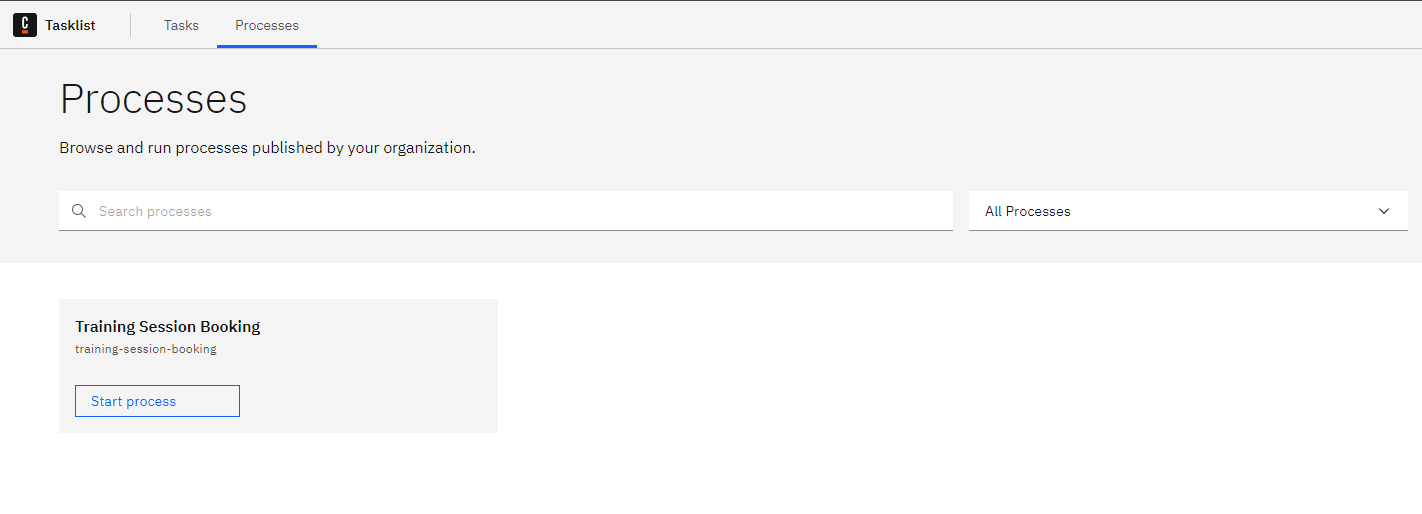 C Tasklist Tasks Processes
Processes
Browse and run processes published by your organization.
Search processes All Processes
Training Session Booking
training-session-booking
Start process